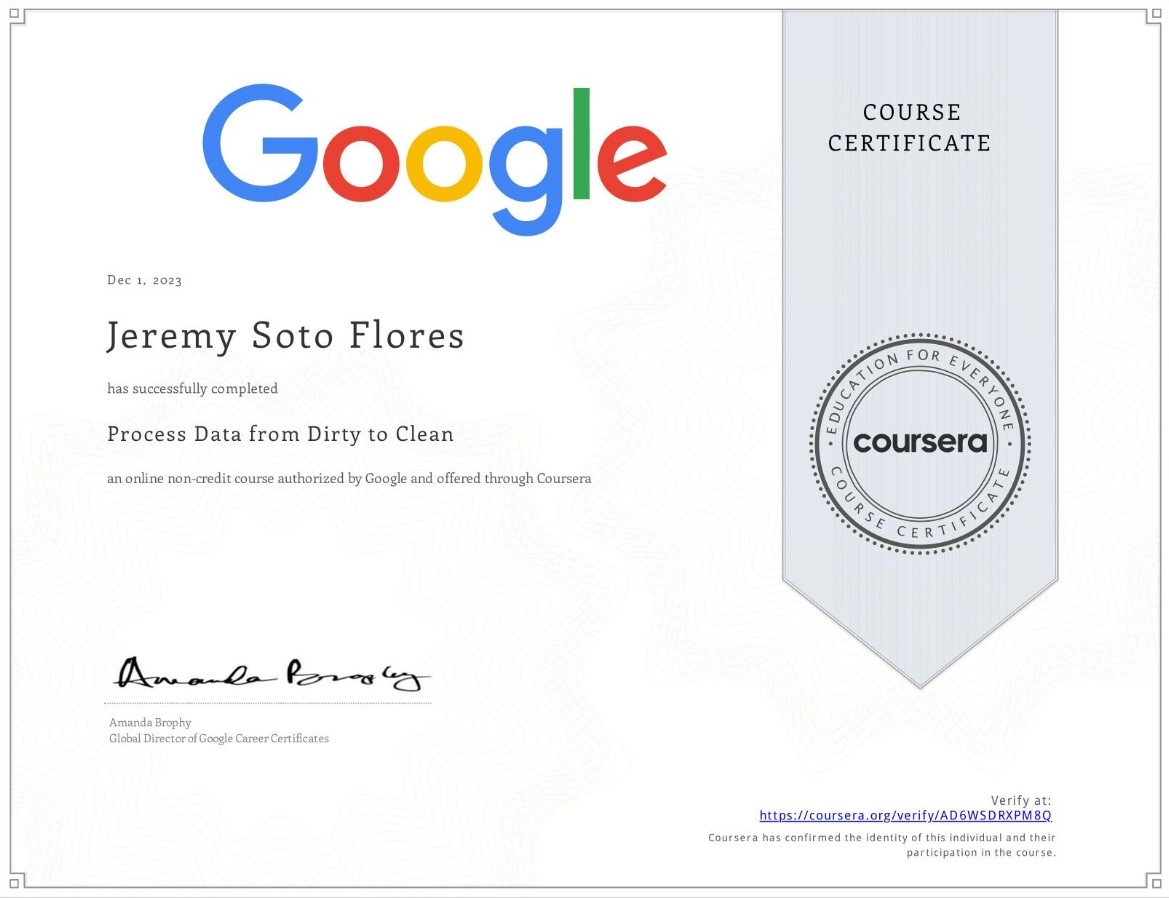 Google
COURSE
CERTIFICATE
Dec 1, 2023
Jeremy Soto Flores
has successfully completed
Process Data from Dirty to Clean
an online non-credit course authorized by Google and offered through Coursera
EDUCATION FOR EVERYONE
coursera
COURSE CERTIFICATE
Amanda Brophy
Amanda Brophy
Global Director of Google Career Certificates
Verify at:
https://coursera.org/verify/AD6WSDRXPM8Q
Coursera has confirmed the identity of this individual and their
participation in the course.